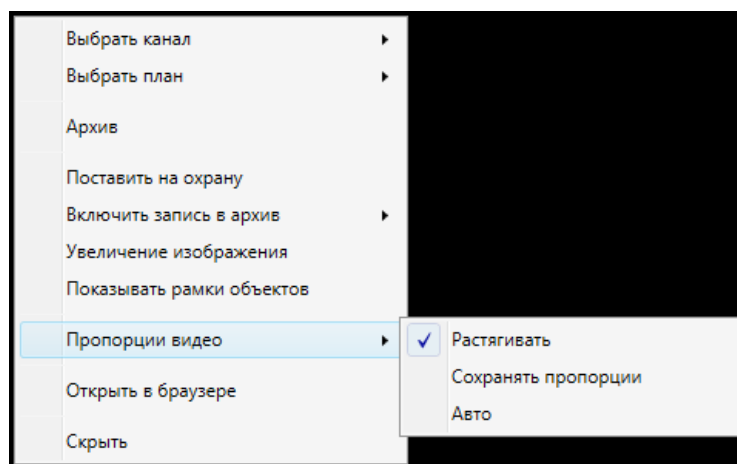 Выбрать канал
Выбрать план
Архив
Поставить на охрану
Включить запись в архив
Увеличение изображения
Показывать рамки объектов
Пропорции видео
Растягивать
Сохранять пропорции
Авто
Открыть в браузере
Скрыть